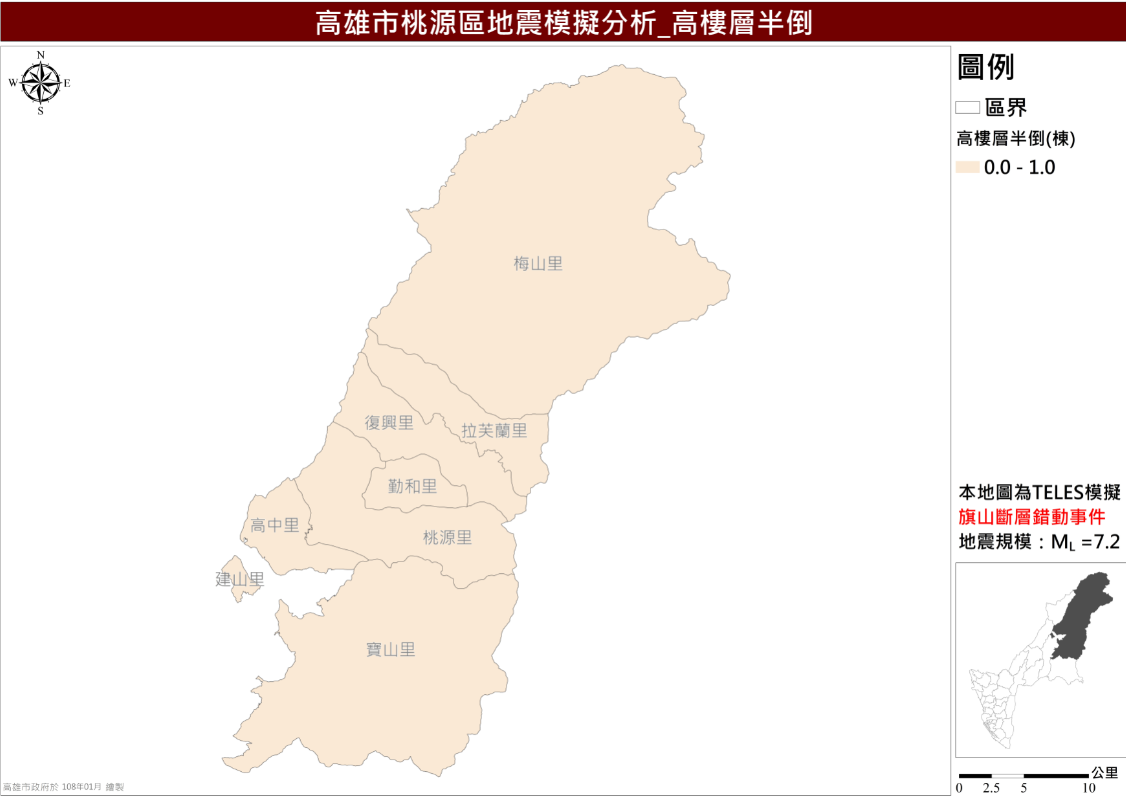 高雄市桃源區地震模擬分析_高樓層半倒
N
W
E
S
圖例
區界
高樓層半倒(棟)
0.0 - 1.0
梅山里
復興里
拉芙蘭里
勤和里
高中里
桃源里
建山里
寶山里
本地圖為TELES模擬
旗山斷層錯動事件
地震規模：ML =7.2
公里
0 2.5 5 10
高雄市政府於 108年01月 繪製